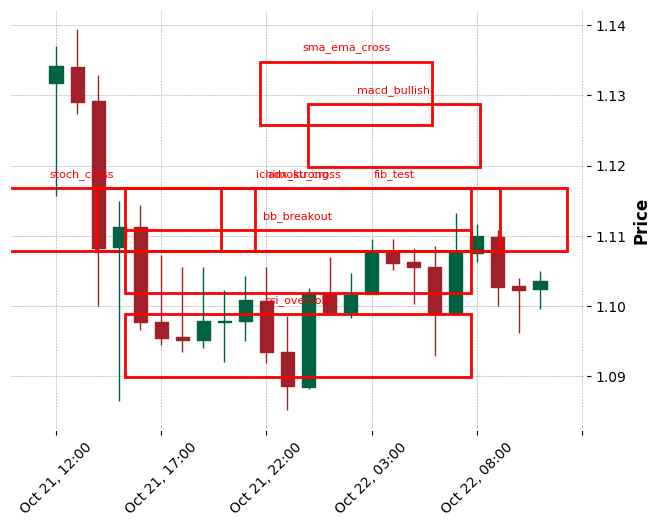 1.14
sma_ema_cross
1.13
macd_bullish
1.12
stoch_cross
fib_test
bb_breakout
1.11
Price
1.10
1.09
Oct 21, 12:00
Oct 21, 17:00
Oct 21, 22:00
Oct 22, 03:00
Oct 22, 08:00